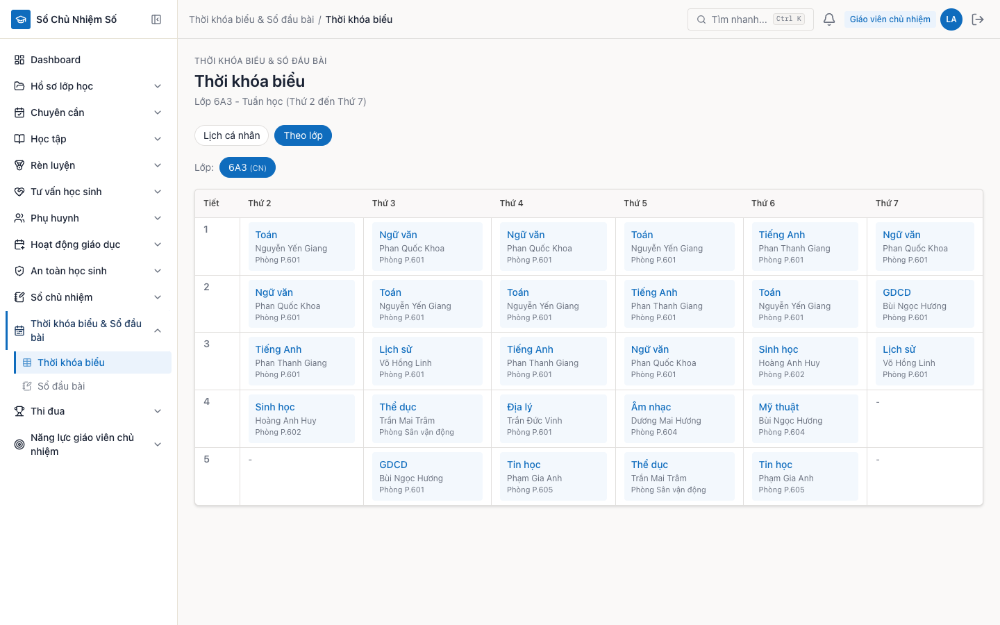 Sổ Chủ Nhiệm Số
Thời khóa biểu & Sổ đầu bài / Thời khóa biểu
Tìm nhanh... Ctrl K
Giáo viên chủ nhiệm
LA
Dashboard
Hồ sơ lớp học
Chuyên cần
Học tập
Rèn luyện
Tư vấn học sinh
Phụ huynh
Hoạt động giáo dục
An toàn học sinh
Sổ chủ nhiệm
Thời khóa biểu & Sổ đầu
bài
Thời khóa biểu
Sổ đầu bài
Thi đua
Năng lực giáo viên chủ
nhiệm
THỜI KHÓA BIỂU & SỔ ĐẦU BÀI
Thời khóa biểu
Lớp 6A3 - Tuần học (Thứ 2 đến Thứ 7)
Lịch cá nhân
Theo lớp
Lớp: 6A3 (CN)
Tiết Thứ 2 Thứ 3 Thứ 4 Thứ 5 Thứ 6 Thứ 7
1
Toán
Nguyễn Yến Giang
Phòng P.601
Ngữ văn
Phan Quốc Khoa
Phòng P.601
Ngữ văn
Phan Quốc Khoa
Phòng P.601
Toán
Nguyễn Yến Giang
Phòng P.601
Tiếng Anh
Phan Thanh Giang
Phòng P.601
Ngữ văn
Phan Quốc Khoa
Phòng P.601
2
Ngữ văn
Phan Quốc Khoa
Phòng P.601
Toán
Nguyễn Yến Giang
Phòng P.601
Toán
Nguyễn Yến Giang
Phòng P.601
Tiếng Anh
Phan Thanh Giang
Phòng P.601
Toán
Nguyễn Yến Giang
Phòng P.601
GDCD
Bùi Ngọc Hương
Phòng P.601
3
Tiếng Anh
Phan Thanh Giang
Phòng P.601
Lịch sử
Võ Hồng Linh
Phòng P.601
Tiếng Anh
Phan Thanh Giang
Phòng P.601
Ngữ văn
Phan Quốc Khoa
Phòng P.601
Sinh học
Hoàng Anh Huy
Phòng P.602
Lịch sử
Võ Hồng Linh
Phòng P.601
4
Sinh học
Hoàng Anh Huy
Phòng P.602
Thể dục
Trần Mai Trâm
Phòng Sân vận động
Địa lý
Trần Đức Vinh
Phòng P.601
Âm nhạc
Dương Mai Hương
Phòng P.604
Mỹ thuật
Bùi Ngọc Hương
Phòng P.604
-
5
-
GDCD
Bùi Ngọc Hương
Phòng P.601
Tin học
Phạm Gia Anh
Phòng P.605
Thể dục
Trần Mai Trâm
Phòng Sân vận động
Tin học
Phạm Gia Anh
Phòng P.605
-